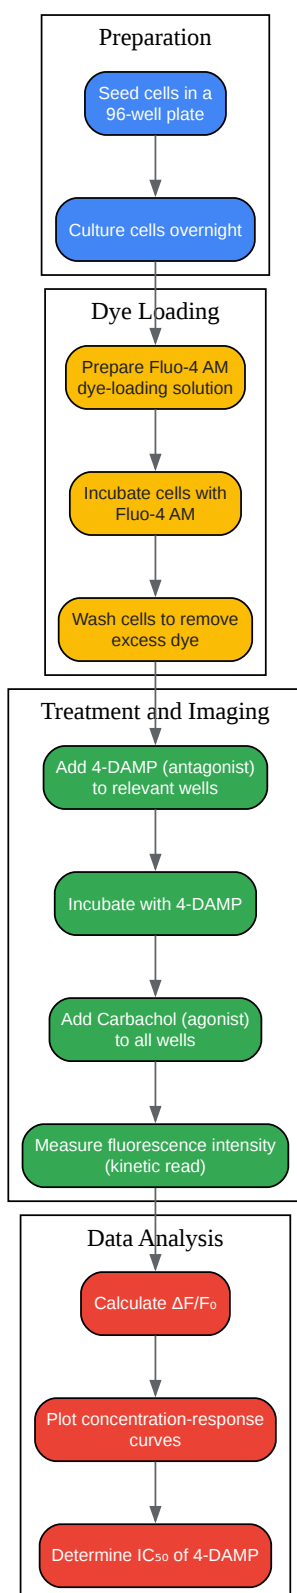 Preparation
Seed cells in a
96-well plate
Culture cells overnight
Dye Loading
Prepare Fluo-4 AM
dye-loading solution
Incubate cells with
Fluo-4 AM
Wash cells to remove
excess dye
Treatment and Imaging
Add 4-DAMP (antagonist)
to relevant wells
Incubate with 4-DAMP
Add Carbachol (agonist)
to all wells
Measure fluorescence intensity
(kinetic read)
Data Analysis
Calculate ΔF/F₀
Plot concentration-response
curves
Determine IC₅₀ of 4-DAMP